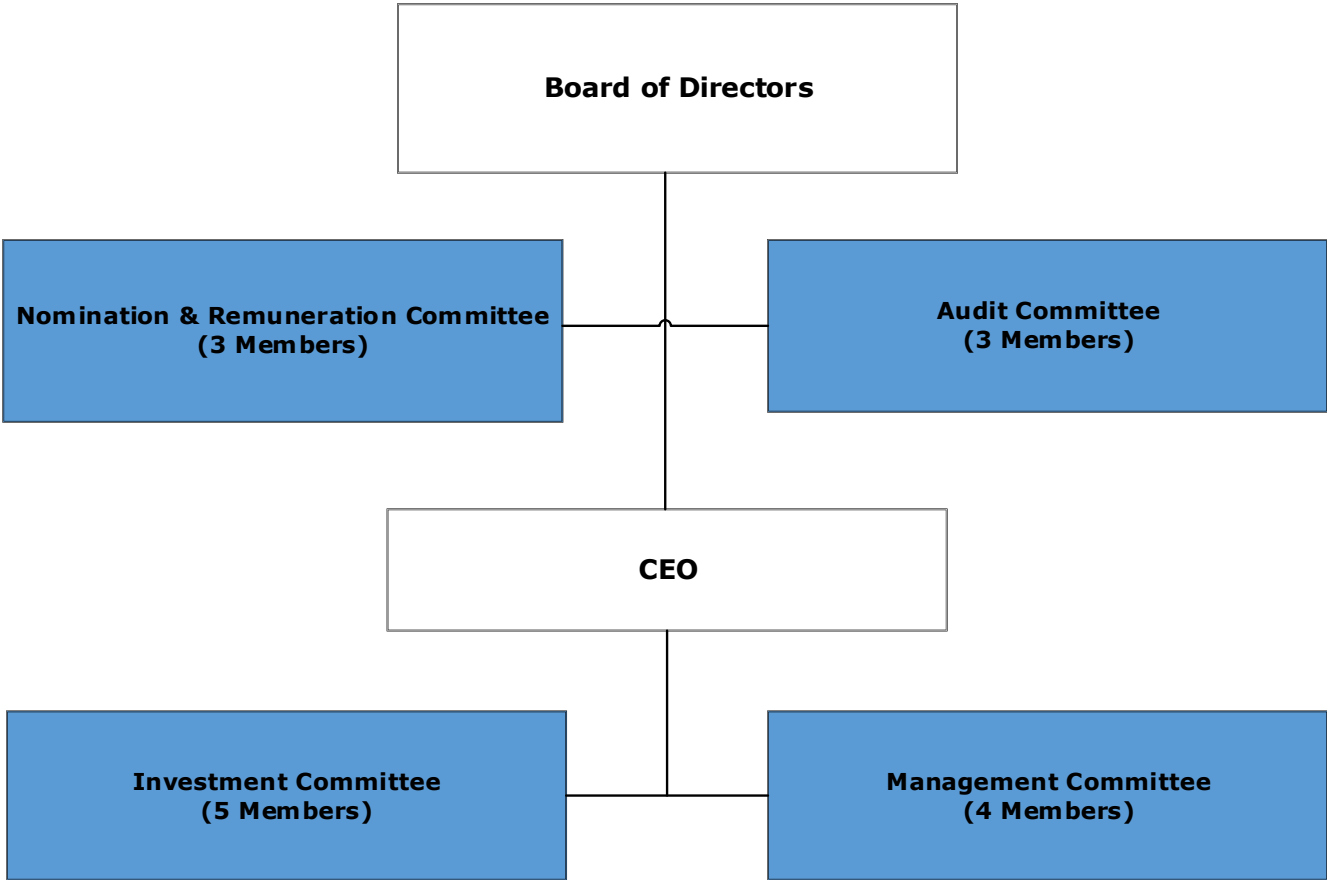 Board of Directors
Nomination & Remuneration Committee
(3 Members)
Audit Committee
(3 Members)
CEO
Investment Committee
(5 Members)
Management Committee
(4 Members)